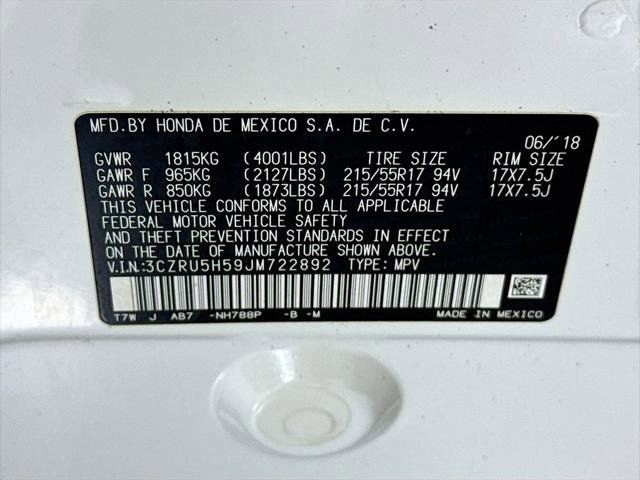 MFD.BY HONDA DE MEXICO S.A. DE C.V.
06/'18
GVWR 1815KG (4001LBS) TIRE SIZE RIM SIZE
GAWR F 965KG (2127LBS) 215/55R17 94V 17X7.5J
GAWR R 850KG (1873LBS) 215/55R17 94V 17X7.5J
THIS VEHICLE CONFORMS TO ALL APPLICABLE
FEDERAL MOTOR VEHICLE SAFETY
AND THEFT PREVENTION STANDARDS IN EFFECT
ON THE DATE OF MANUFACTURE SHOWN ABOVE.
V.I.N.:3CZRU5H59JM722892 TYPE: MPV
T7W J AB7 -NH788P -B -M MADE IN MEXICO